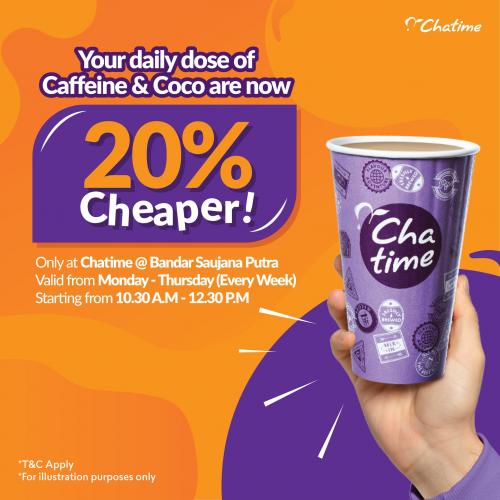 Chatime
Your daily dose of
Caffeine & Coco are now
20%
Cheaper!
Only at Chatime @ Bandar Saujana Putra
Valid from Monday - Thursday (Every Week)
Starting from 10.30 A.M - 12.30 P.M
Cha
time
*T&C Apply
*For illustration purposes only